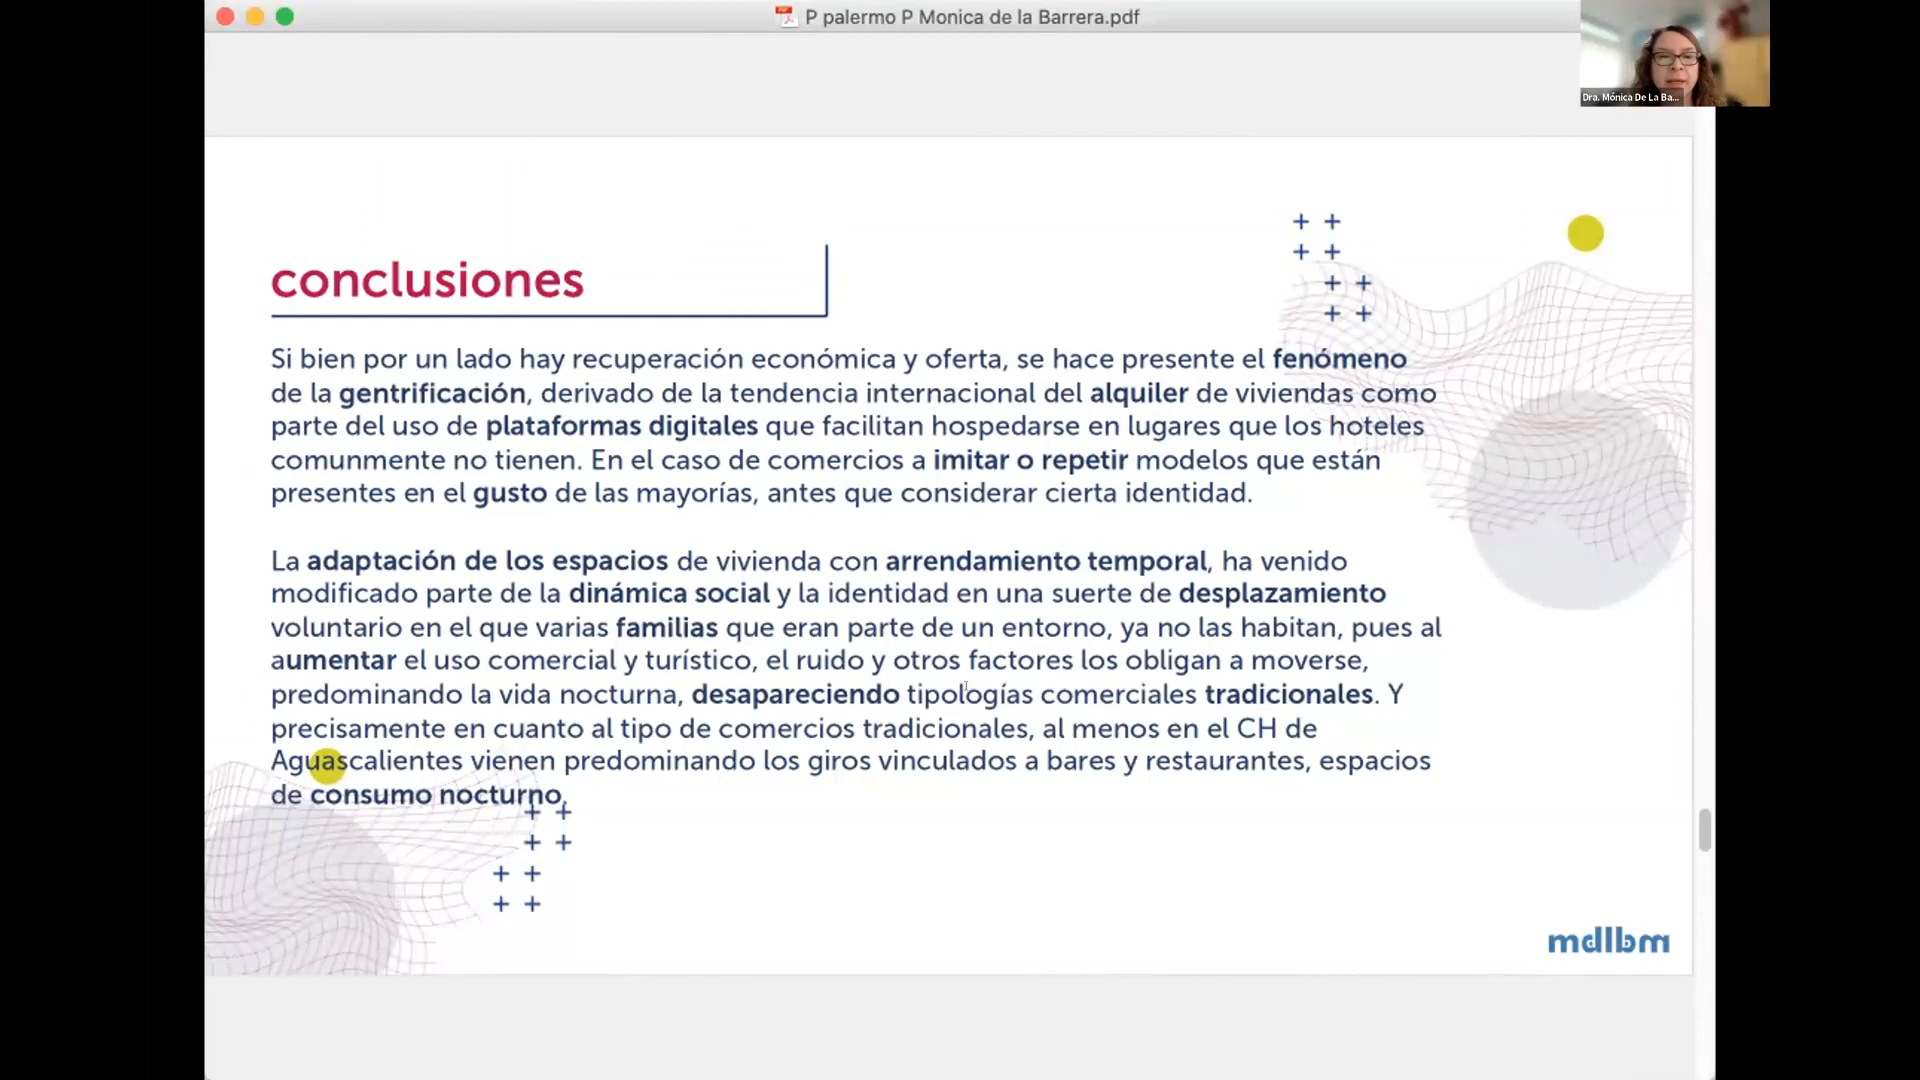 P palermo P Monica de la Barrera.pdf
Dra. Mónica De La Ba...
conclusiones
Si bien por un lado hay recuperación económica y oferta, se hace presente el fenómeno
de la gentrificación, derivado de la tendencia internacional del alquiler de viviendas como
parte del uso de plataformas digitales que facilitan hospedarse en lugares que los hoteles
comunmente no tienen. En el caso de comercios a imitar o repetir modelos que están
presentes en el gusto de las mayorías, antes que considerar cierta identidad.
La adaptación de los espacios de vivienda con arrendamiento temporal, ha venido
modificado parte de la dinámica social y la identidad en una suerte de desplazamiento
voluntario en el que varias familias que eran parte de un entorno, ya no las habitan, pues al
aumentar el uso comercial y turístico, el ruido y otros factores los obligan a moverse,
predominando la vida nocturna, desapareciendo tipologías comerciales tradicionales. Y
precisamente en cuanto al tipo de comercios tradicionales, al menos en el CH de
Aguascalientes vienen predominando los giros vinculados a bares y restaurantes, espacios
de consumo nocturno.
mdlbm